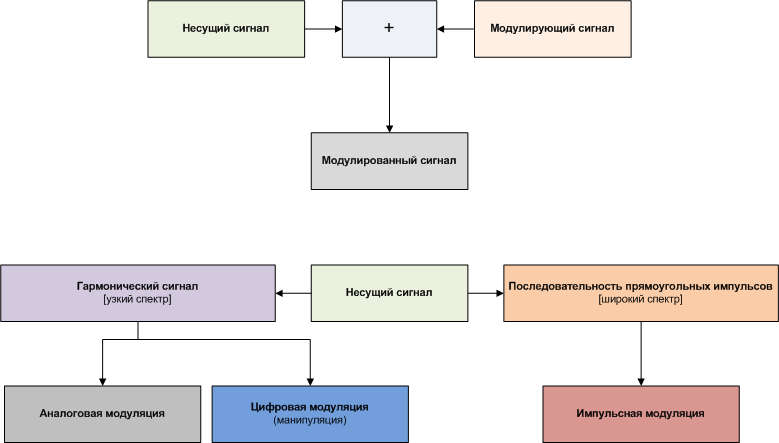 Несущий сигнал
+
Модулирующий сигнал
Модулированный сигнал
Гармонический сигнал
[узкий спектр]
Несущий сигнал
Последовательность прямоугольных импульсов
[широкий спектр]
Аналоговая модуляция
Цифровая модуляция
(манипуляция)
Импульсная модуляция